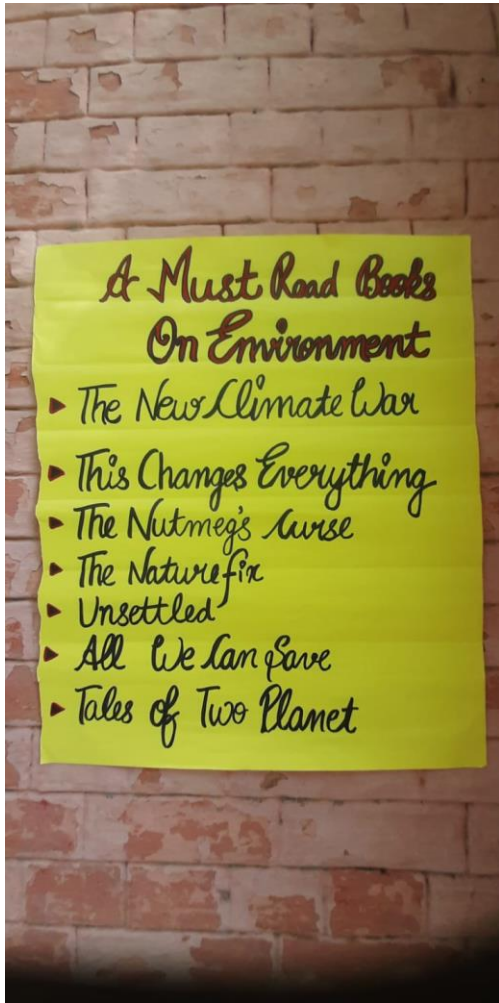 A Must Read Books
On Environment
The New Climate War
This Changes Everything
The Nutmeg's Curse
The Naturefix
Unsettled
All We Can Save
Tales of Two Planet